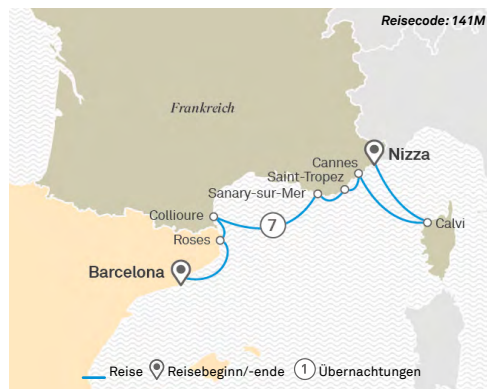 Reisecode: 141M
Frankreich
Cannes
Nizza
Saint-Tropez
Sanary-sur-Mer
Collioure
7
Calvi
Roses
Barcelona
Reise Reisebeginn/-ende 1 Übernachtungen